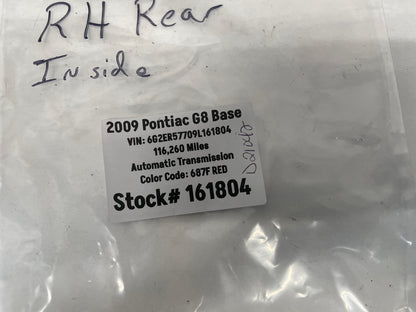 RH Rear
Inside
2009 Pontiac G8 Base
VIN: 6G2ER57709L161804
116,260 Miles
Automatic Transmission
Color Code: 687F RED
Stock# 161804
D21042